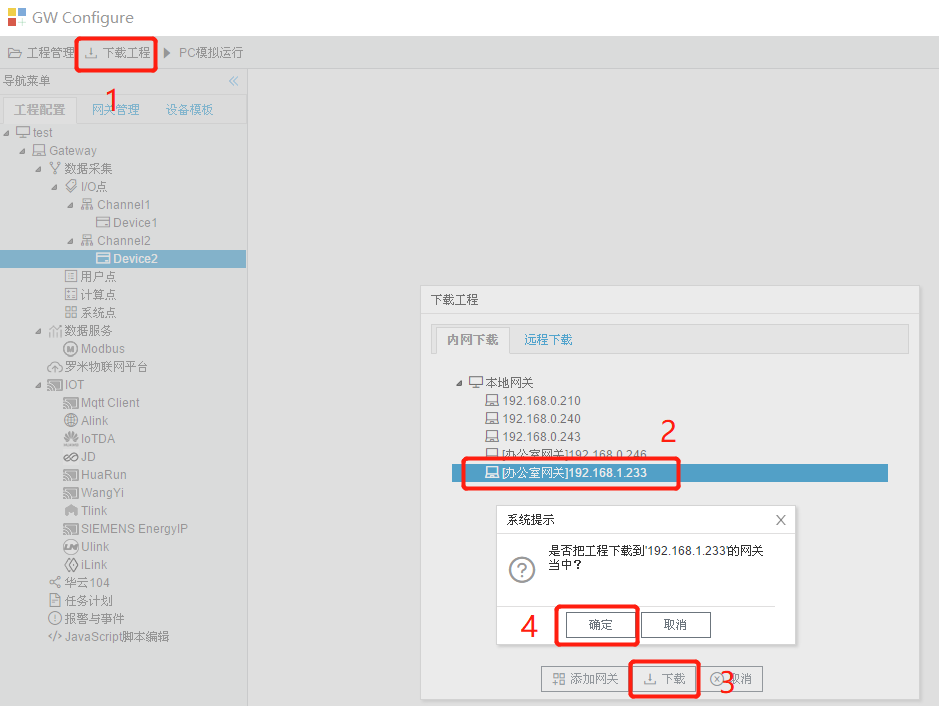 GW Configure
工程管理 下载工程 PC模拟运行
导航菜单
1
工程配置 网关管理 设备模板
test
Gateway
数据采集
I/O点
Channel1
Device1
Channel2
Device2
用户点
计算点
系统点
数据服务
Modbus
罗米物联网平台
IOT
Mqtt Client
Alink
IoTDA
JD
HuaRun
WangYi
Tlink
SIEMENS EnergyIP
Ulink
iLink
华云104
任务计划
报警与事件
JavaScript脚本编辑
下载工程
内网下载 远程下载
本地网关
192.168.0.210
192.168.0.240
192.168.0.243
2
[办公室网关]192.168.0.246
[办公室网关]192.168.1.233
系统提示
是否把工程下载到'192.168.1.233'的网关
当中？
4
确定 取消
添加网关 下载 取消
3